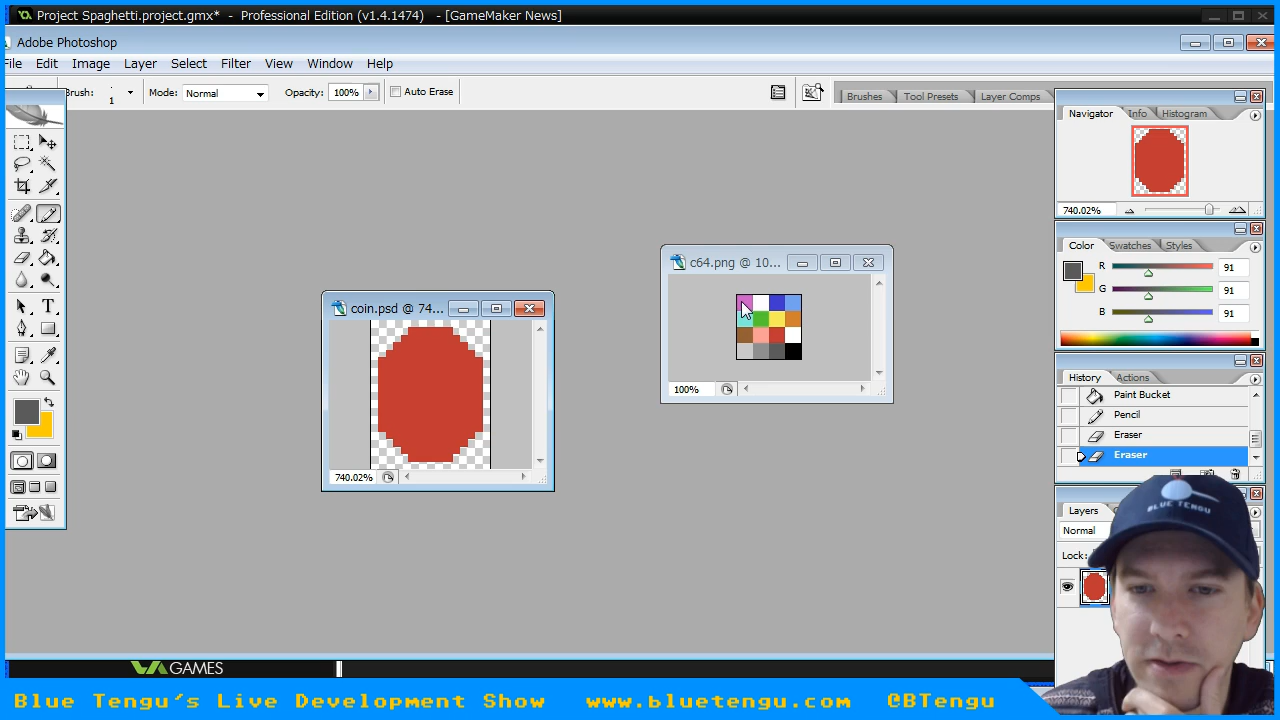 Project Spaghetti.project.gmx* - Professional Edition (v1.4.1474) - [GameMaker News]
Adobe Photoshop
File Edit Image Layer Select Filter View Window Help
Brush: 1 Mode: Normal Opacity: 100% Auto Erase
Brushes Tool Presets Layer Comps
Navigator Info Histogram
740.02%
Color Swatches Styles
R 91
G 91
B 91
c64.png @ 10...
100%
coin.psd @ 74...
740.02%
History Actions
Paint Bucket
Pencil
Eraser
Eraser
Layers
Normal
Lock:
BLUE TENGU
GAMES
Blue Tengu's Live Development Show www.bluetengu.com @BTengu